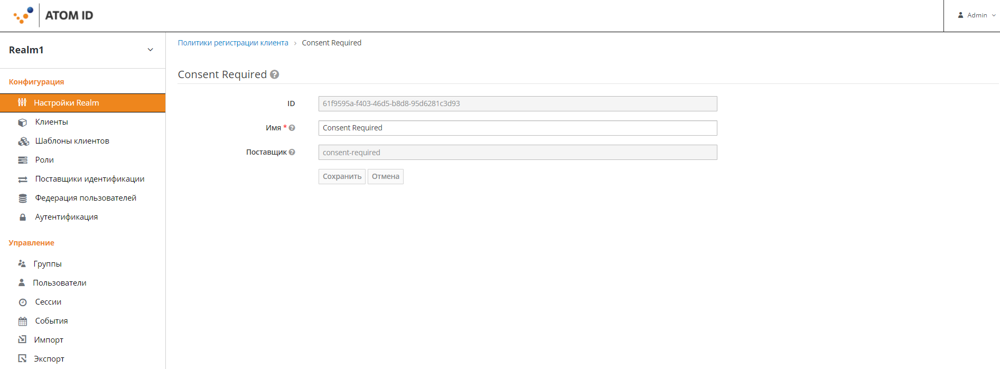 ATOM ID
Admin
Realm1
Конфигурация
Настройки Realm
Клиенты
Шаблоны клиентов
Роли
Поставщики идентификации
Федерация пользователей
Аутентификация
Управление
Группы
Пользователи
Сессии
События
Импорт
Экспорт
Политики регистрации клиента › Consent Required
Consent Required
ID 61f9595a-f403-46d5-b8d8-95d6281c3d93
Имя * Consent Required
Поставщик consent-required
Сохранить Отмена